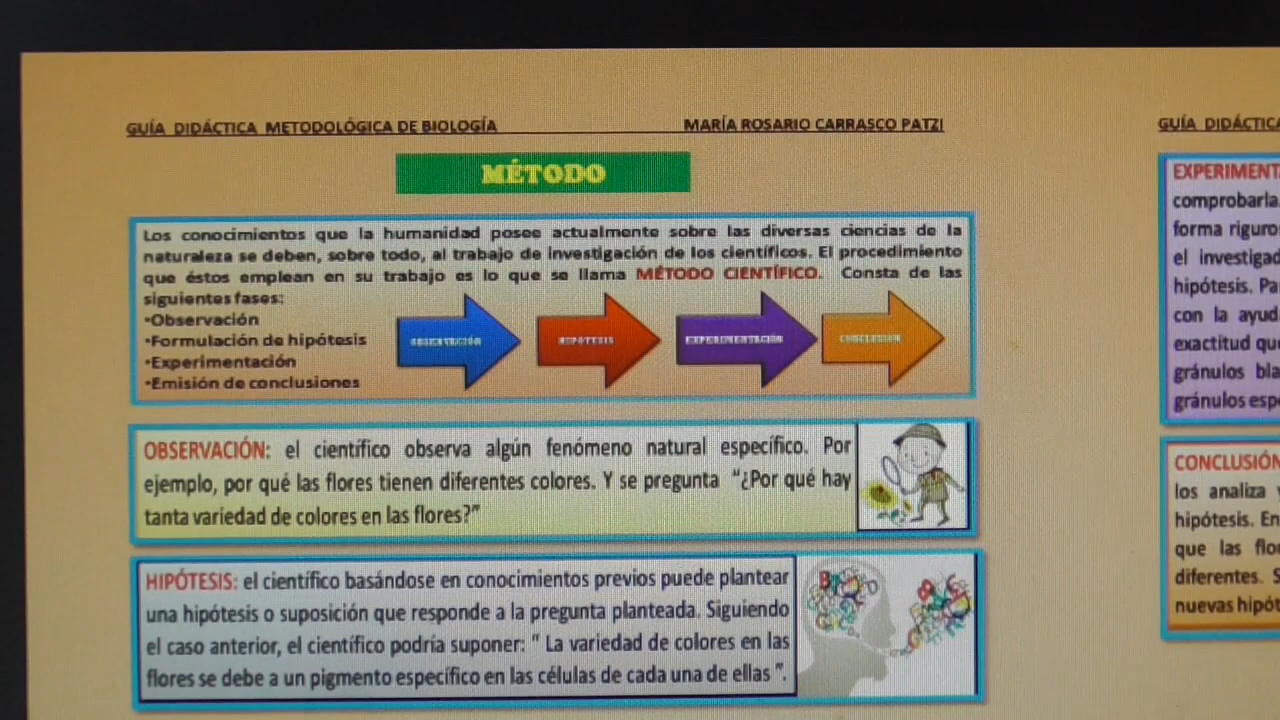 GUÍA DIDÁCTICA METODOLÓGICA DE BIOLOGÍA MARÍA ROSARIO CARRASCO PATZI
MÉTODO
Los conocimientos que la humanidad posee actualmente sobre las diversas ciencias de la
naturaleza se deben, sobre todo, al trabajo de investigación de los científicos. El procedimiento
que éstos emplean en su trabajo es lo que se llama MÉTODO CIENTÍFICO. Consta de las
siguientes fases:
•Observación
•Formulación de hipótesis
•Experimentación
•Emisión de conclusiones
OBSERVACIÓN
HIPÓTESIS
EXPERIMENTACIÓN
CONCLUSIÓN
OBSERVACIÓN: el científico observa algún fenómeno natural específico. Por
ejemplo, por qué las flores tienen diferentes colores. Y se pregunta "¿Por qué hay
tanta variedad de colores en las flores?"
HIPÓTESIS: el científico basándose en conocimientos previos puede plantear
una hipótesis o suposición que responde a la pregunta planteada. Siguiendo
el caso anterior, el científico podría suponer: " La variedad de colores en las
flores se debe a un pigmento específico en las células de cada una de ellas ".
GUÍA DIDÁCTICA
EXPERIMENT
comprobarla.
forma riguro
el investigad
hipótesis. Pa
con la ayud
exactitud que
gránulos bla
gránulos esp
CONCLUSIÓN
los analiza
hipótesis. En
que las flo
diferentes. S
nuevas hipót